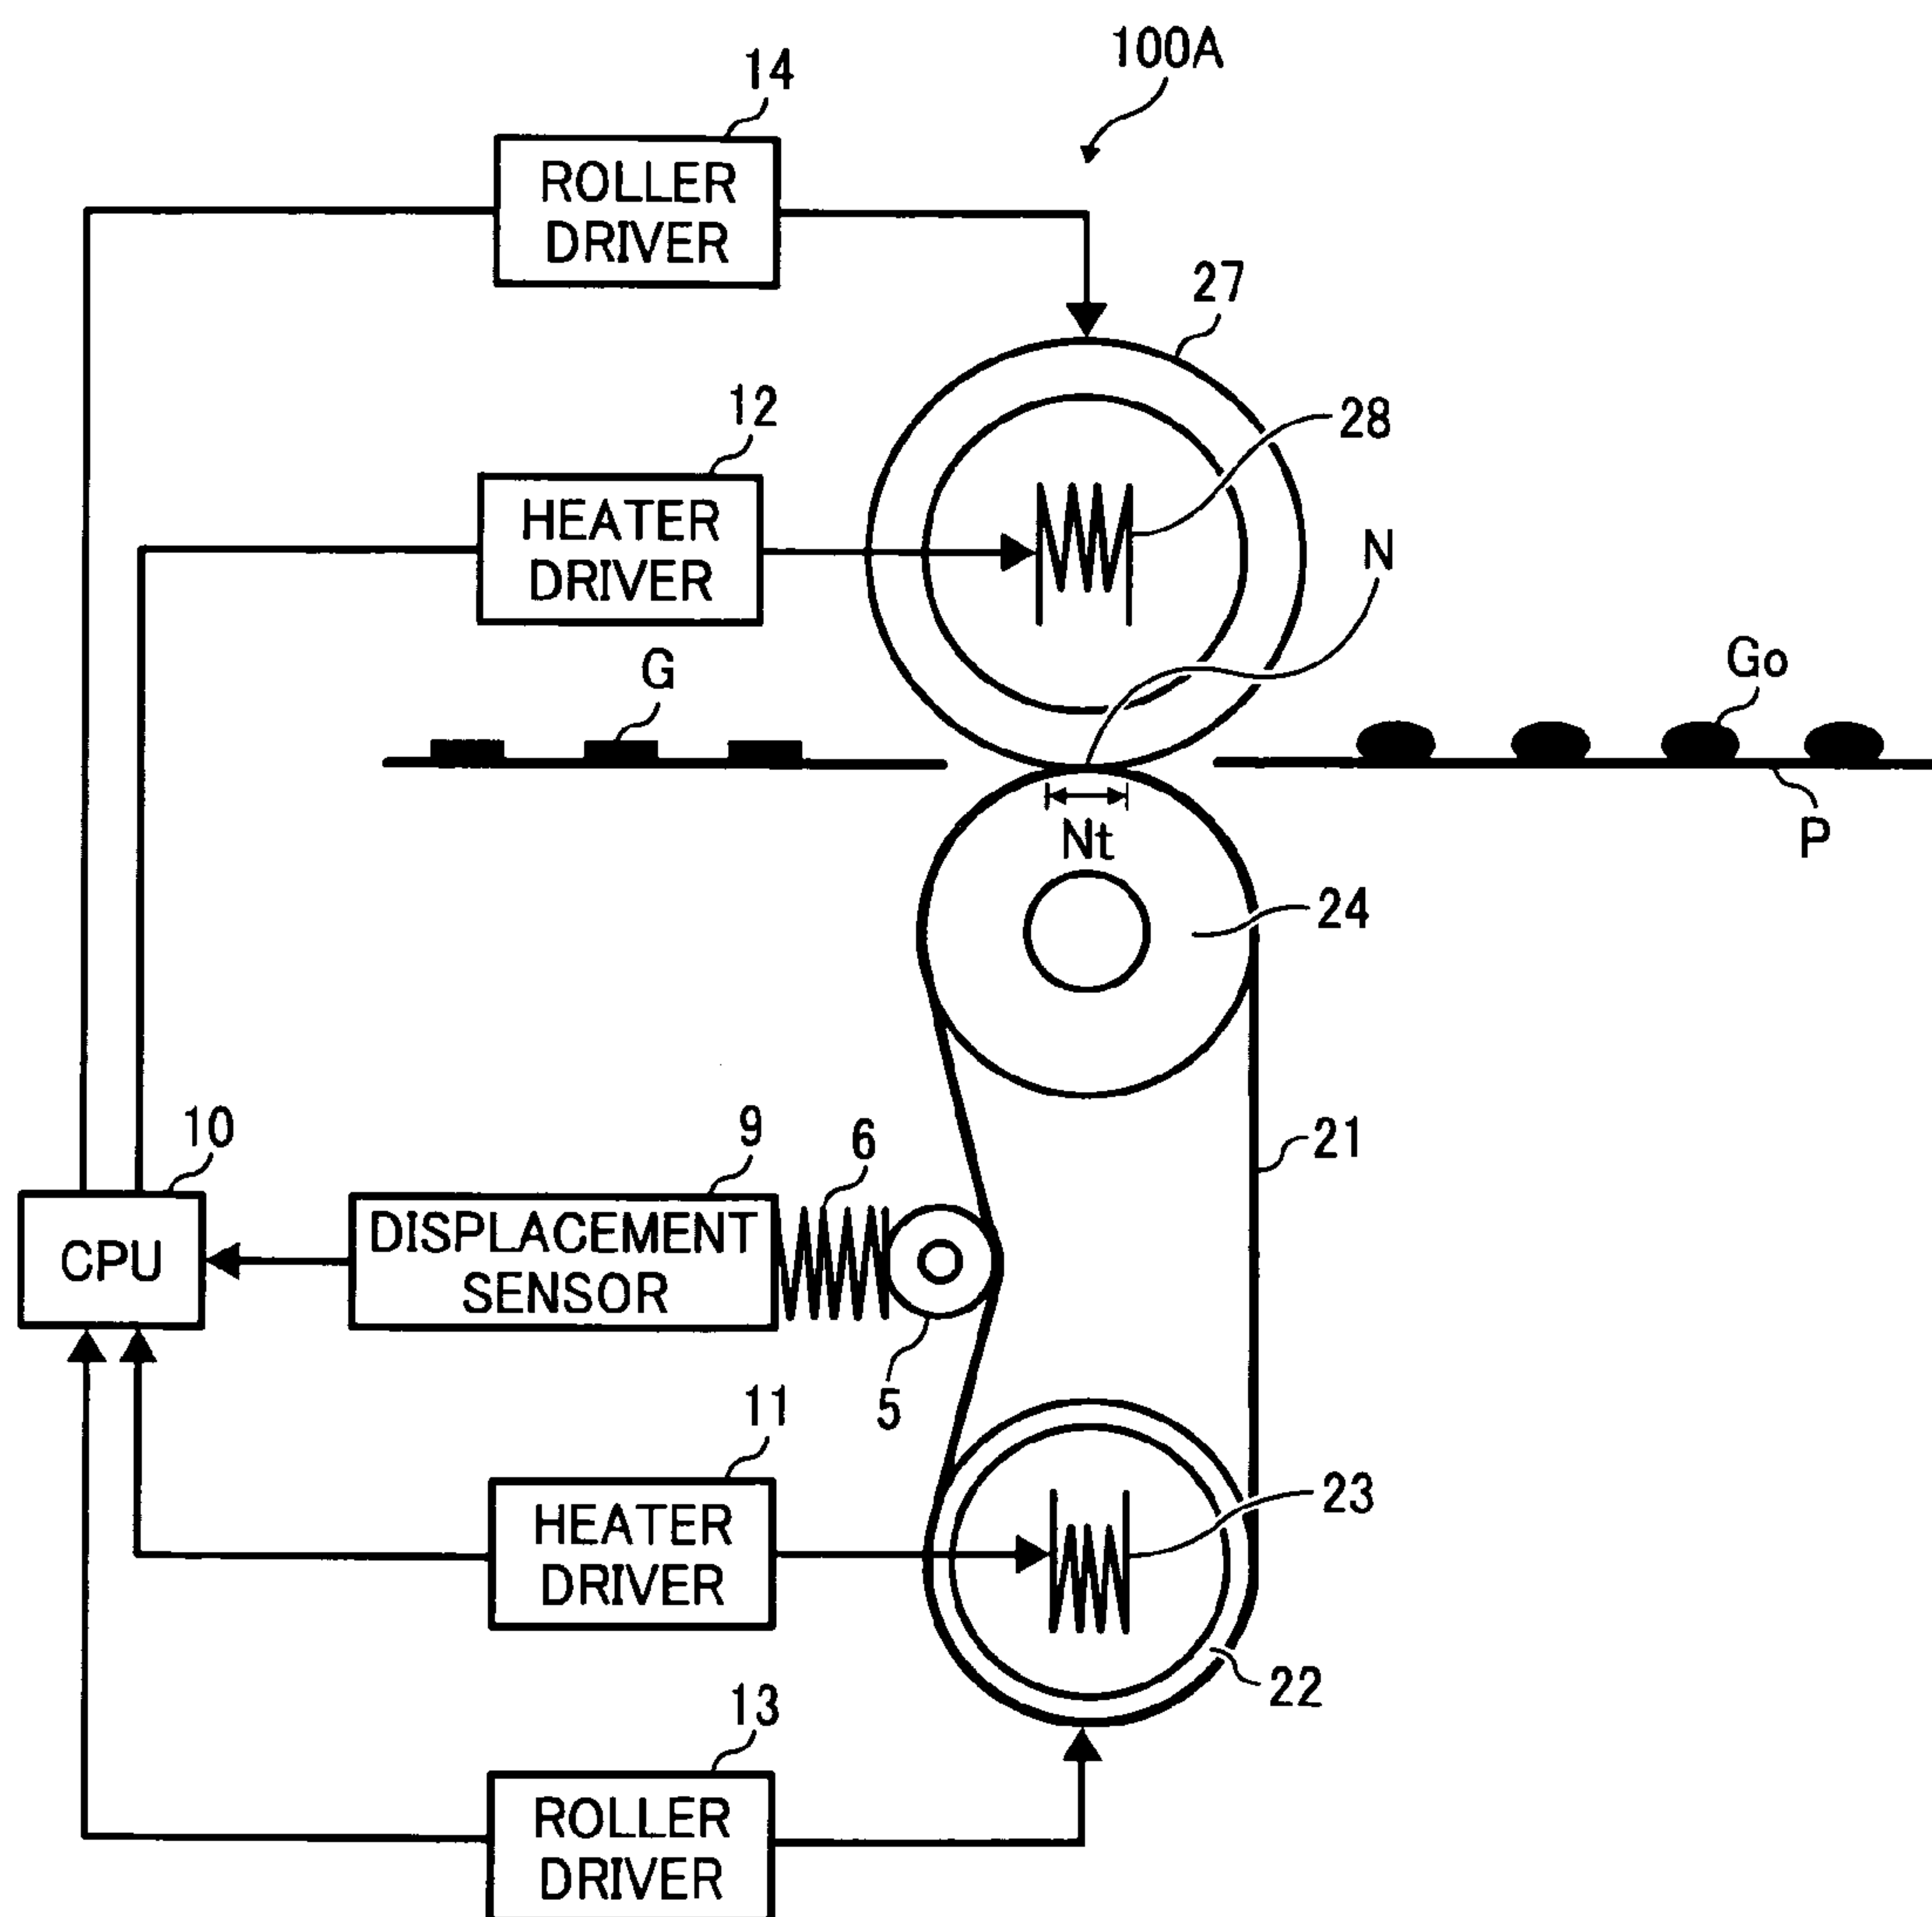 100A
14
ROLLER
DRIVER
27
12
28
HEATER
DRIVER
N
G
Go
Nt
P
24
10
9
6
21
CPU
DISPLACEMENT
SENSOR
5
11
23
HEATER
DRIVER
22
13
ROLLER
DRIVER